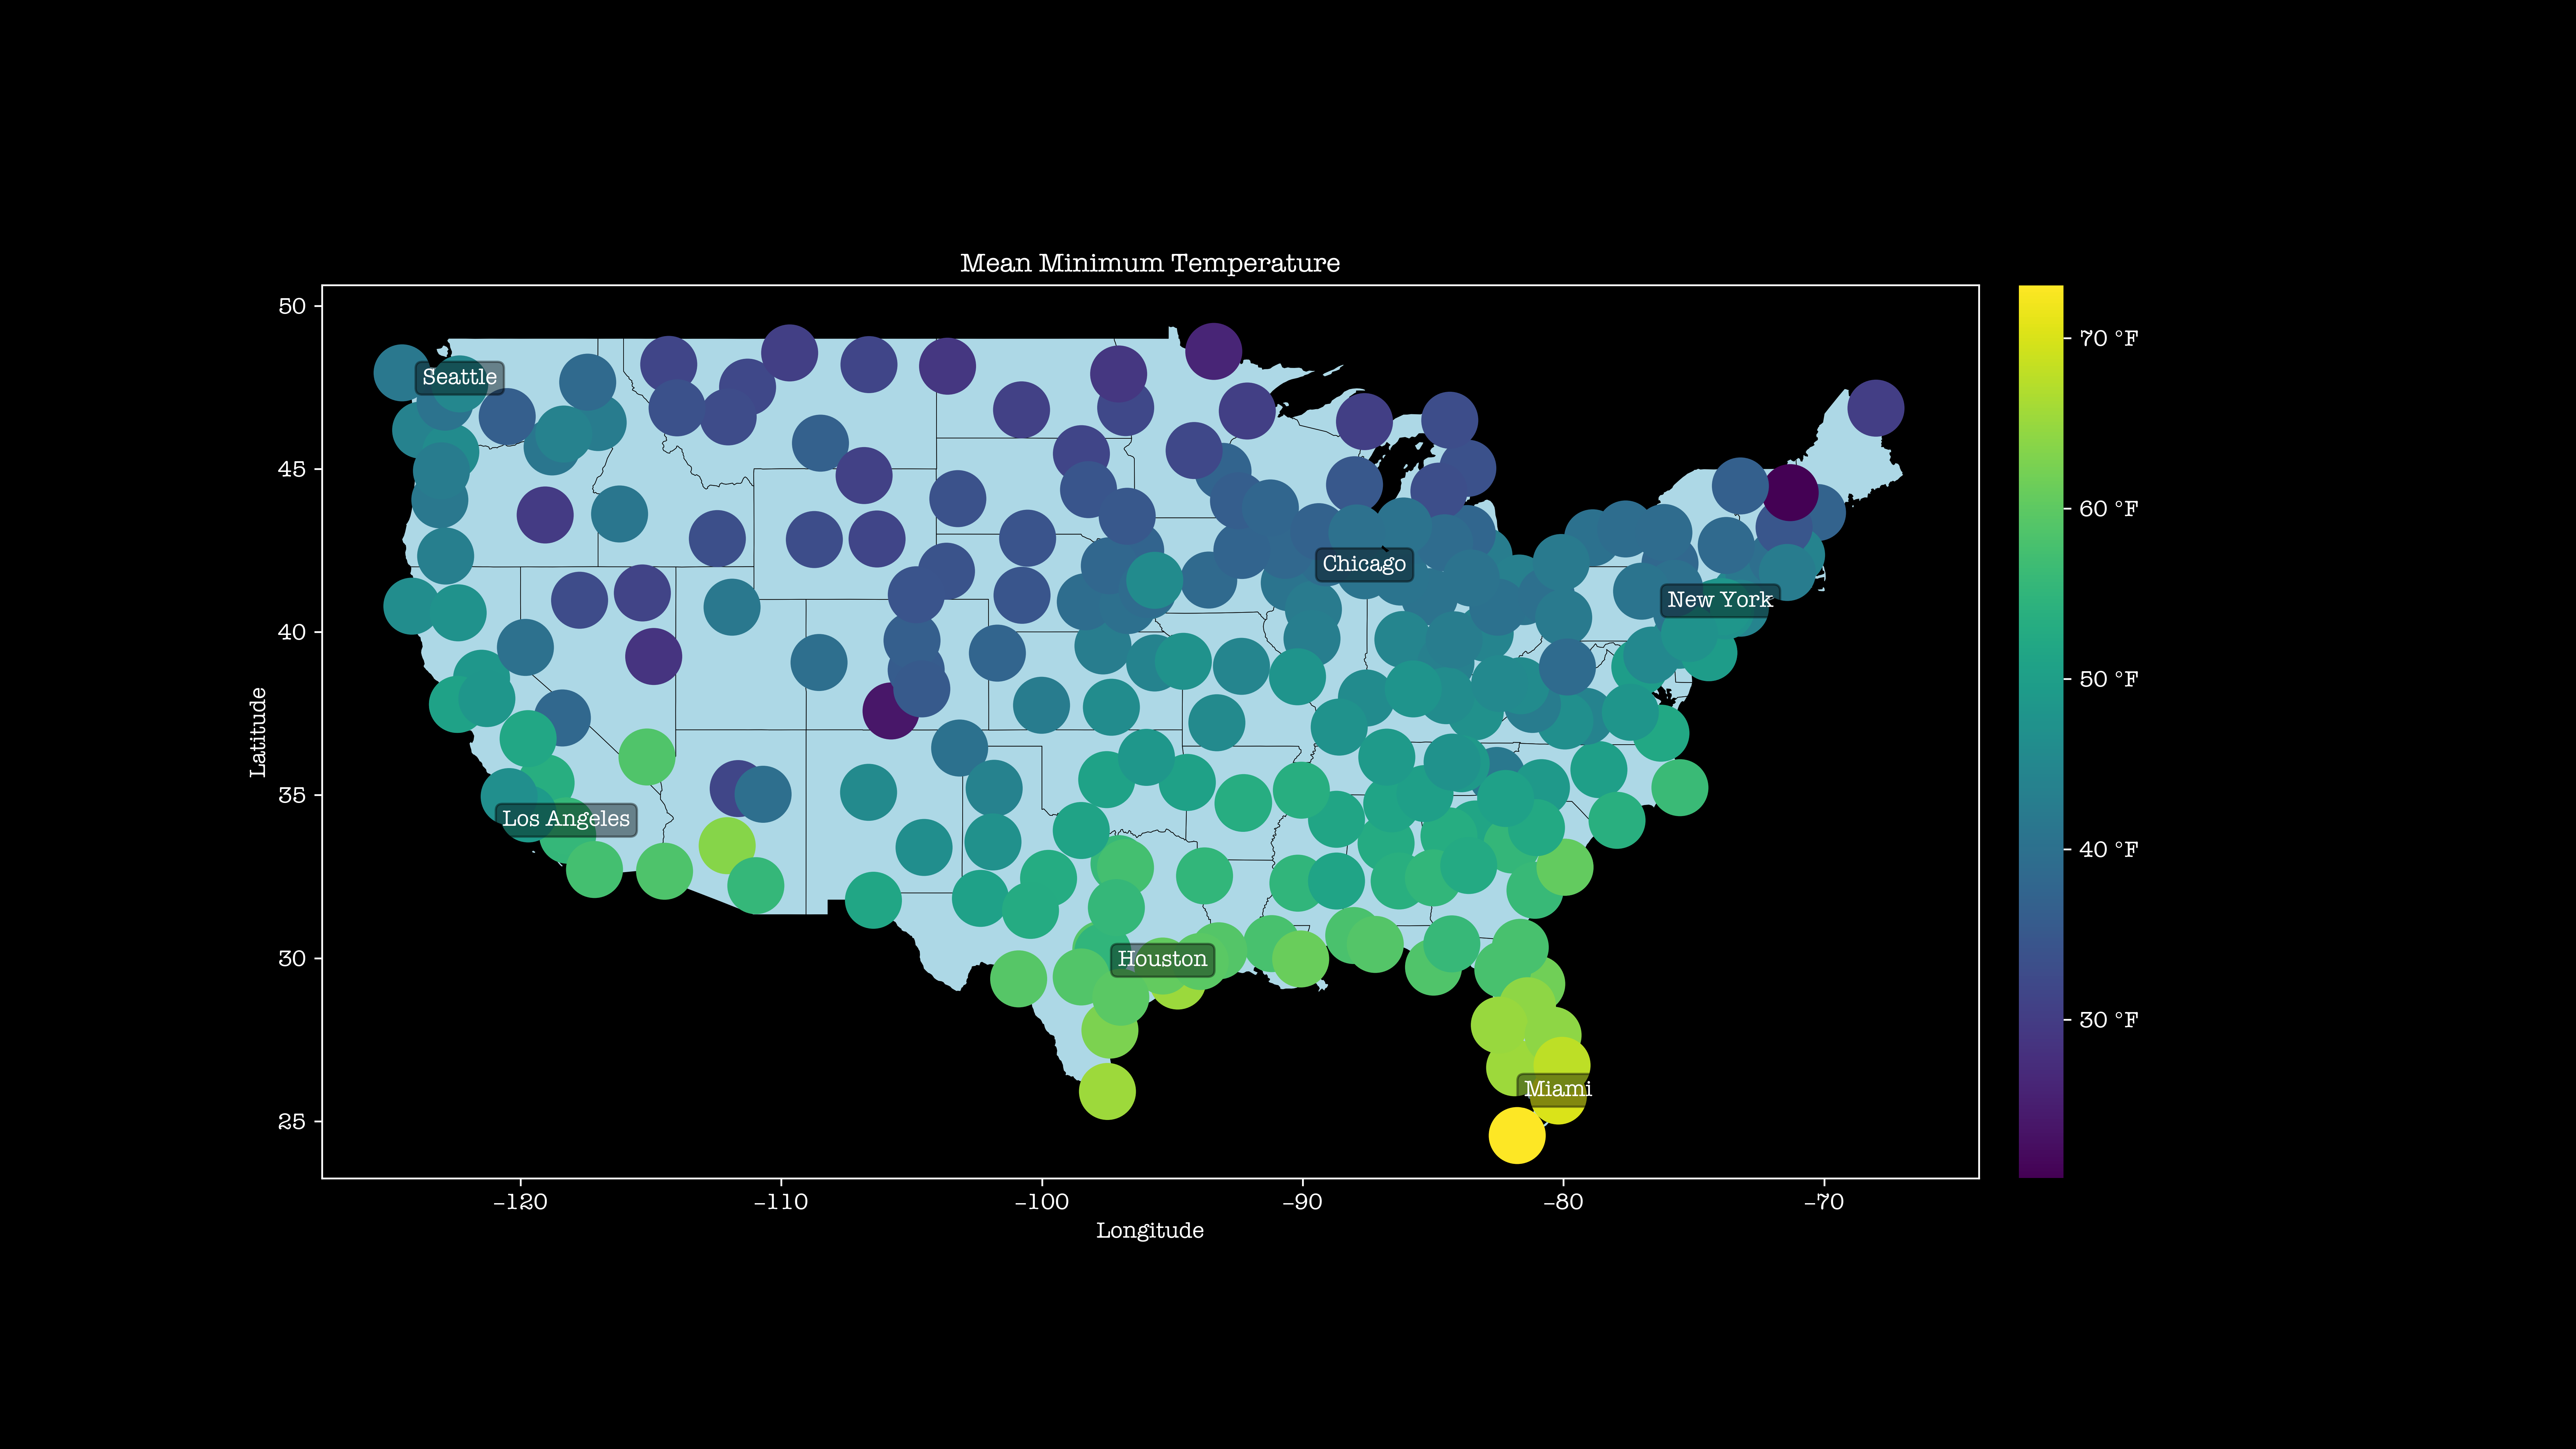 Mean Minimum Temperature
50
45
40
35
30
25
Latitude
Seattle
Chicago
New York
Los Angeles
Houston
Miami
70 °F
60 °F
50 °F
40 °F
30 °F
−120
−110
−100
−90
−80
−70
Longitude